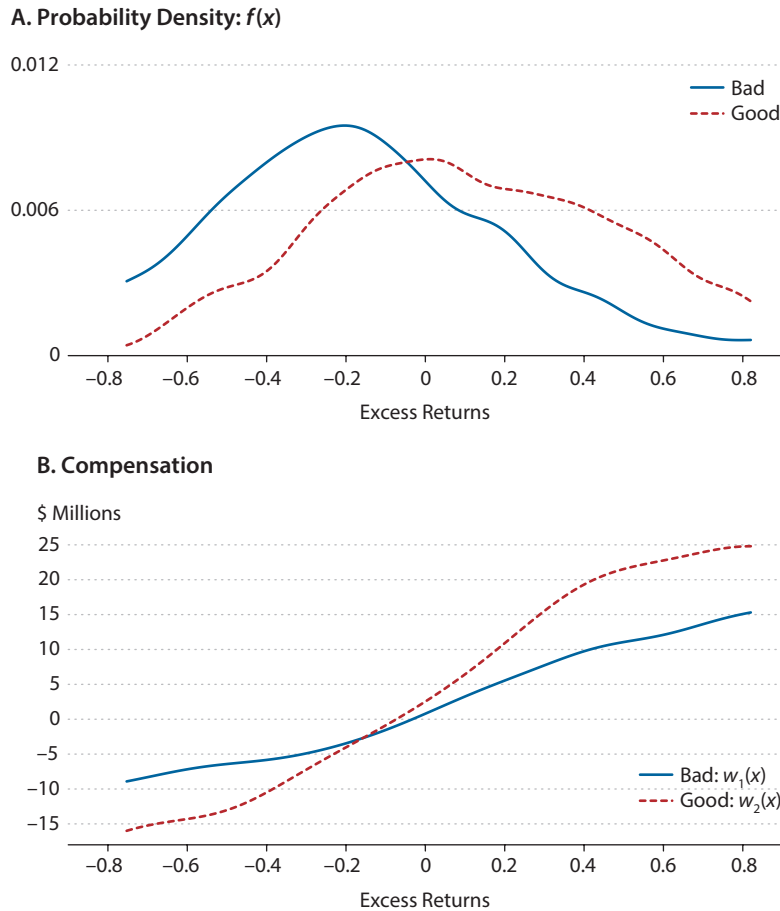 A. Probability Density: f(x)
0.012
Bad
Good
0.006
0
–0.8 –0.6 –0.4 –0.2 0 0.2 0.4 0.6 0.8
Excess Returns
B. Compensation
$ Millions
25
20
15
10
5
0
–5
–10
Bad: w1(x)
Good: w2(x)
–15
–0.8 –0.6 –0.4 –0.2 0 0.2 0.4 0.6 0.8
Excess Returns